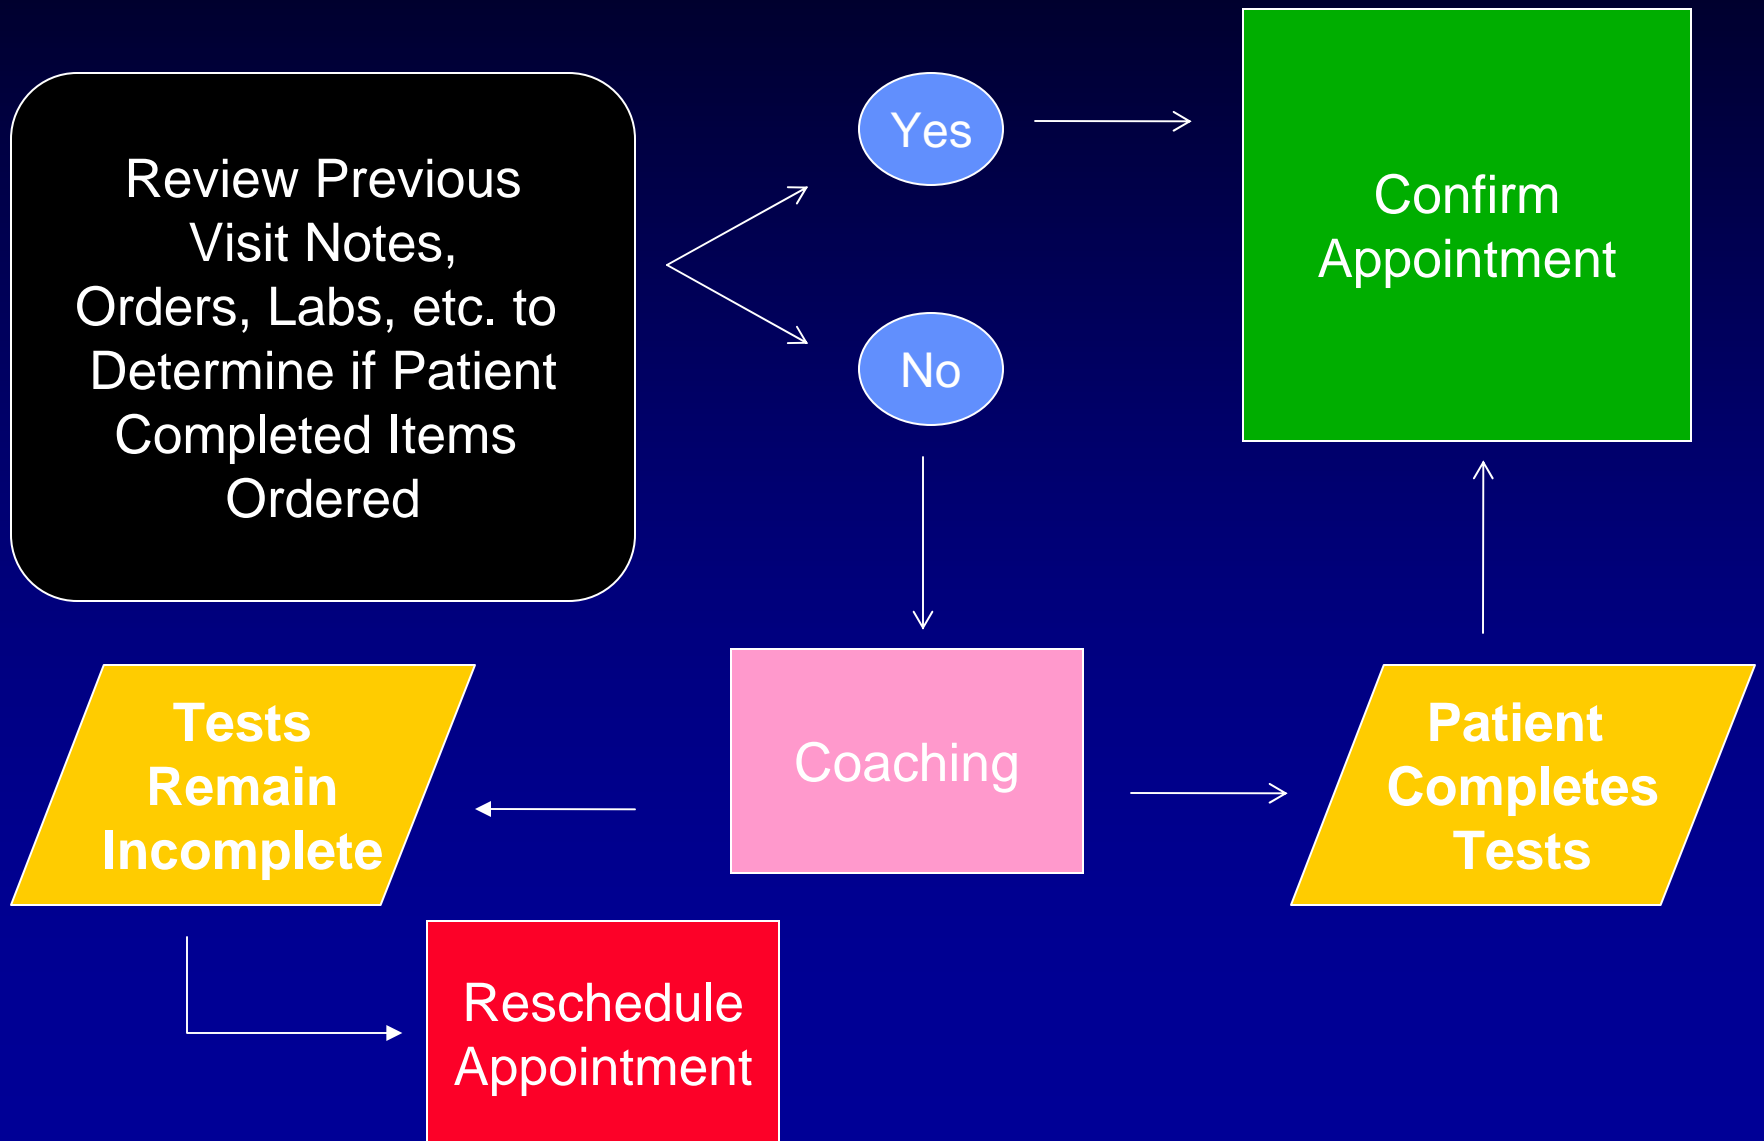 Review Previous
Visit Notes,
Orders, Labs, etc. to
Determine if Patient
Completed Items
Ordered
Yes
No
Confirm
Appointment
Tests
Remain
Incomplete
Coaching
Patient
Completes
Tests
Reschedule
Appointment